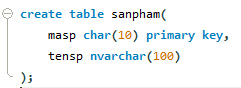 create table sanpham(
    masp char(10) primary key,
    tensp nvarchar(100)
);